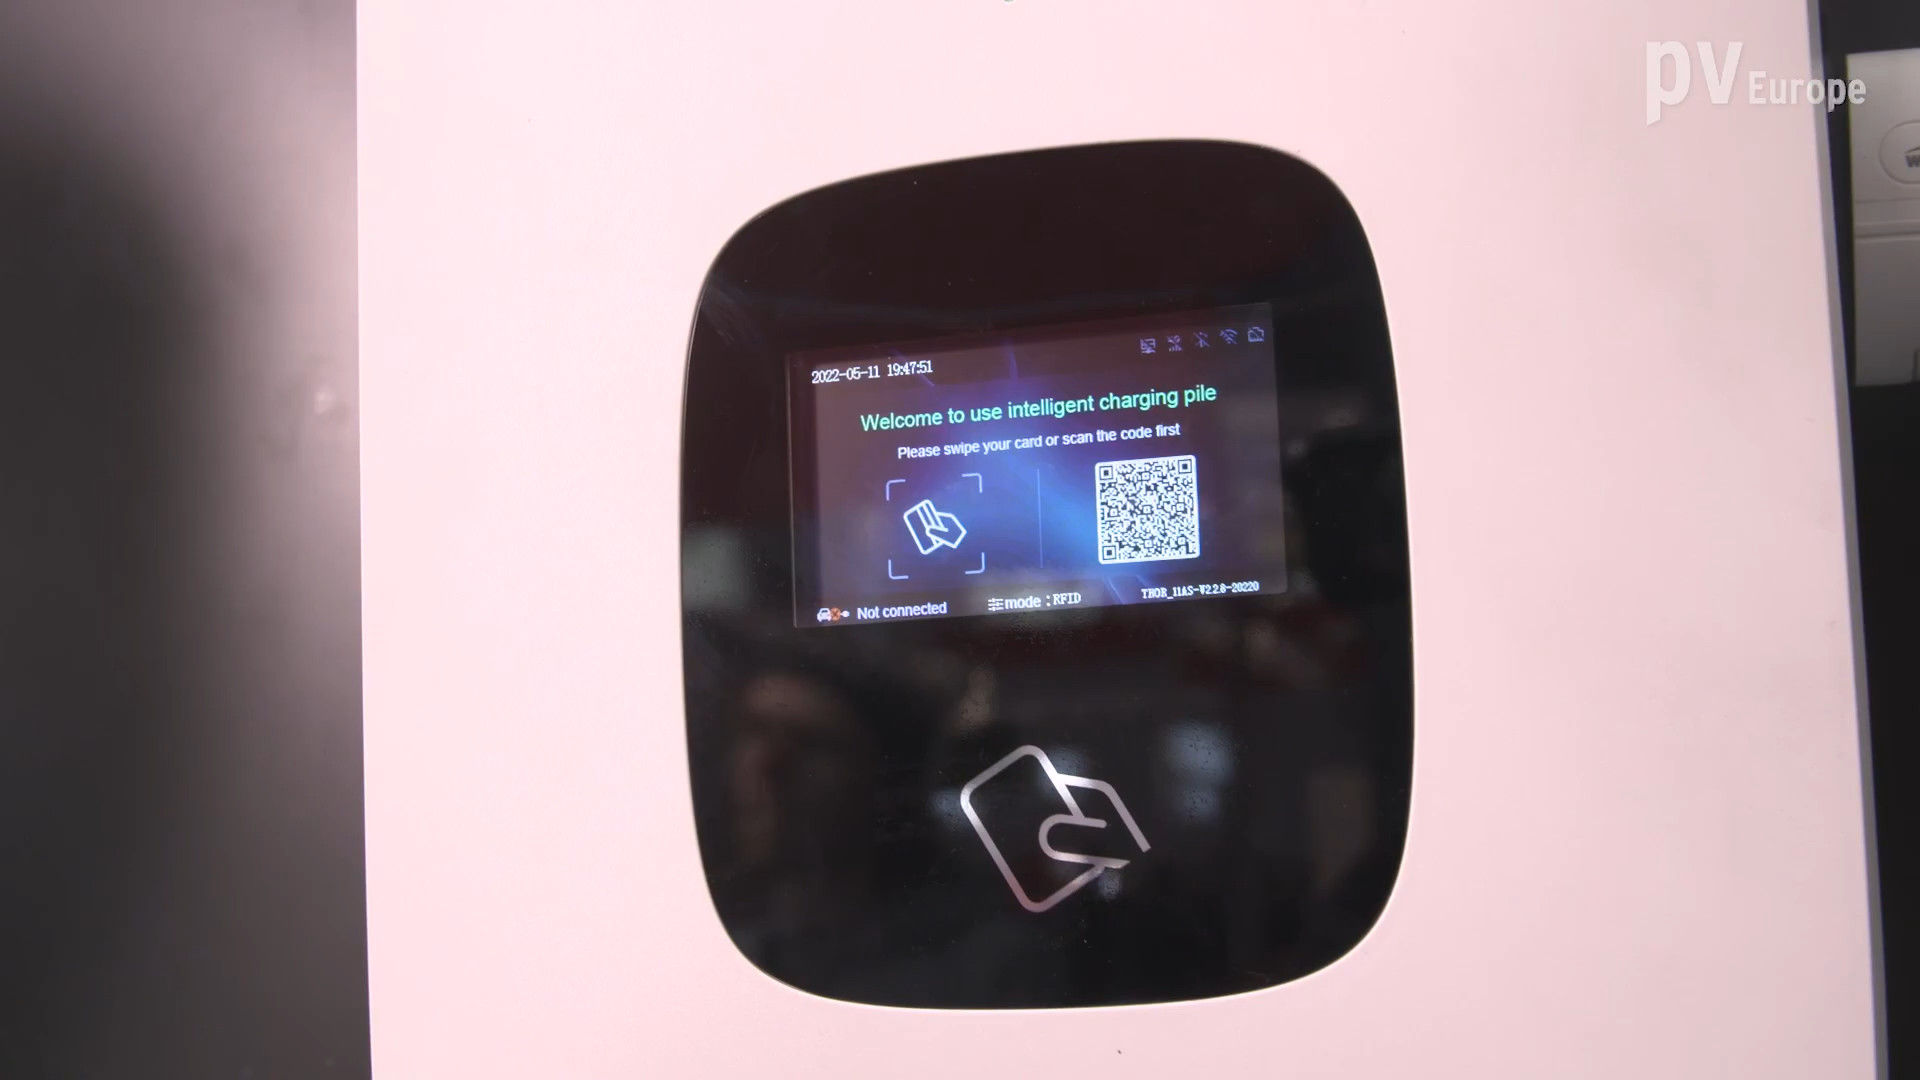 pv Europe
2022-05-11 19:47:51
Welcome to use intelligent charging pile
Please swipe your card or scan the code first
Not connected
mode : RFID
THOR_11AS-V2.2.8-20220